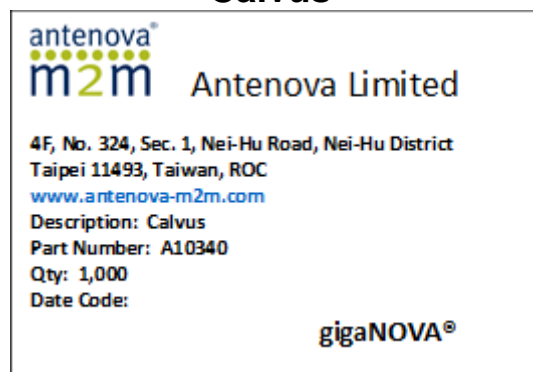 Calvus
antenova®
m2m
Antenova Limited
4F, No. 324, Sec. 1, Nei-Hu Road, Nei-Hu District
Taipei 11493, Taiwan, ROC
www.antenova-m2m.com
Description: Calvus
Part Number: A10340
Qty: 1,000
Date Code:
gigaNOVA®